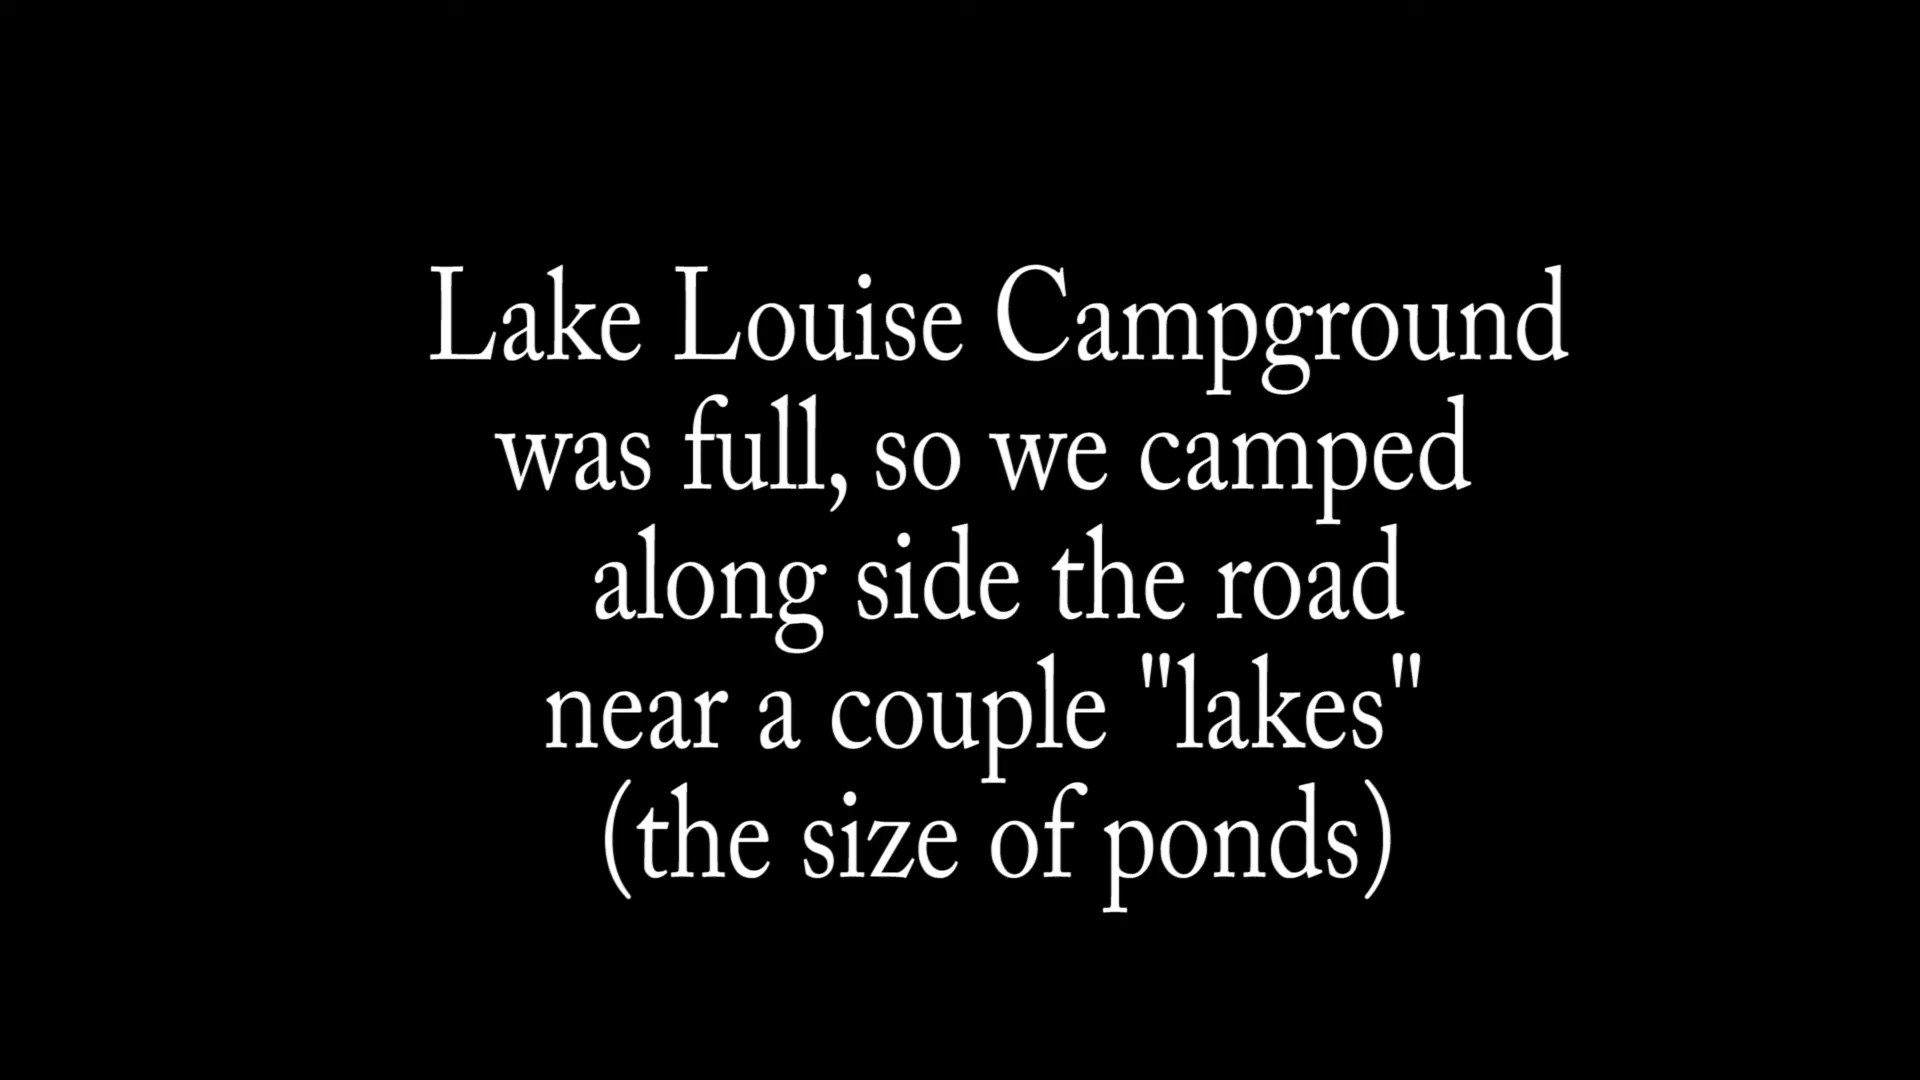 Lake Louise Campground
was full, so we camped
along side the road
near a couple "lakes"
(the size of ponds)